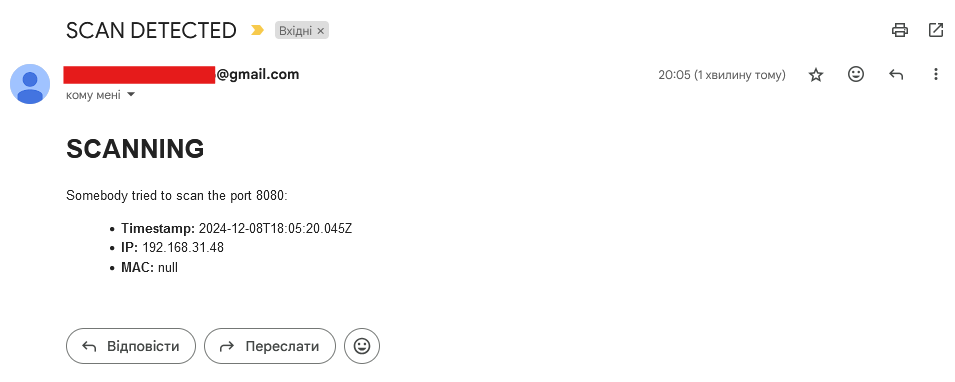 SCAN DETECTED Вхідні ×
@gmail.com 20:05 (1 хвилину тому)
кому мені
SCANNING
Somebody tried to scan the port 8080:
• Timestamp: 2024-12-08T18:05:20.045Z
• IP: 192.168.31.48
• MAC: null
Відповісти Переслати